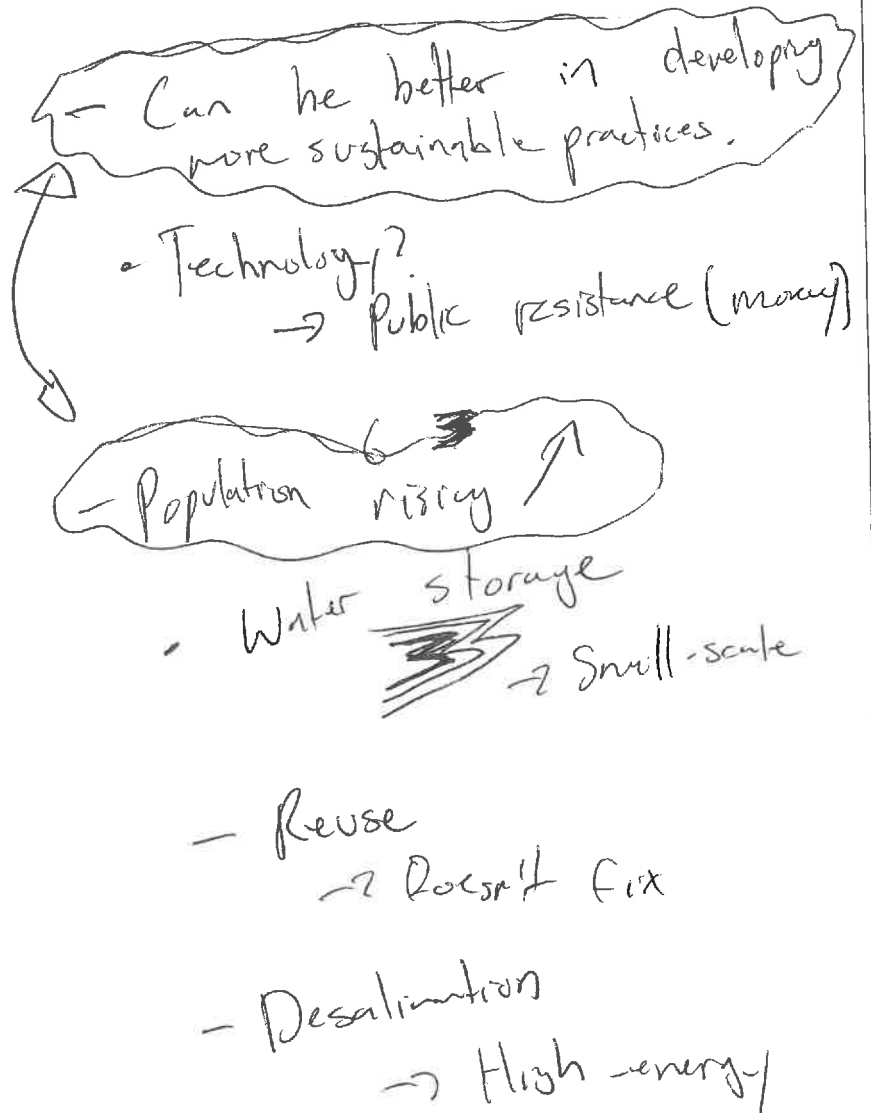 - Can be better in developing
more sustainable practices.
• Technology?
→ Public resistance (money)
- Population rising ↗
• Water storage
→ Small-scale
- Reuse
→ Doesn't fix
- Desalination
→ High-energy